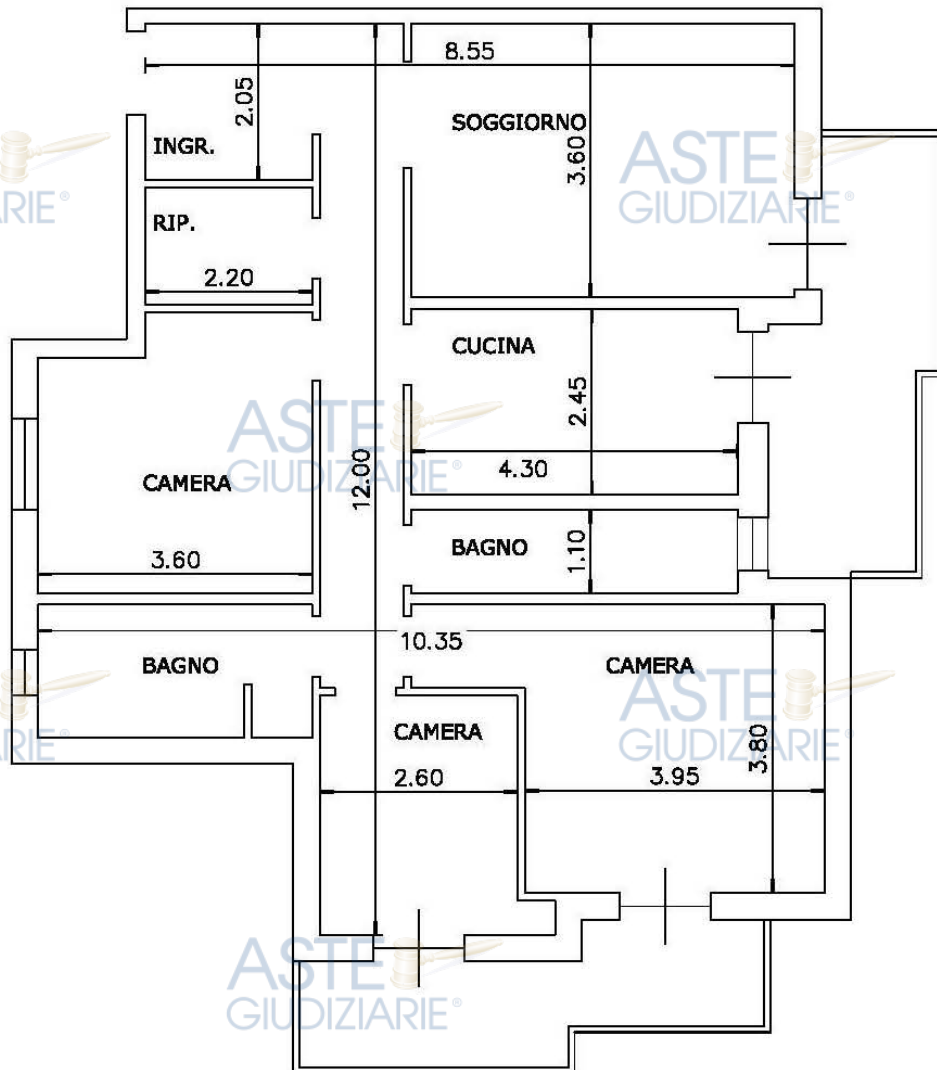 8.55
2.05
SOGGIORNO
3.60
INGR.
ASTE
GIUDIZIARIE®
RIE®
RIP.
2.20
CUCINA
2.45
ASTE
GIUDIZIARIE®
4.30
12.00
CAMERA
3.60
BAGNO
1.10
10.35
BAGNO
CAMERA
ASTE
GIUDIZIARIE®
RIE®
CAMERA
3.80
2.60
3.95
ASTE
GIUDIZIARIE®